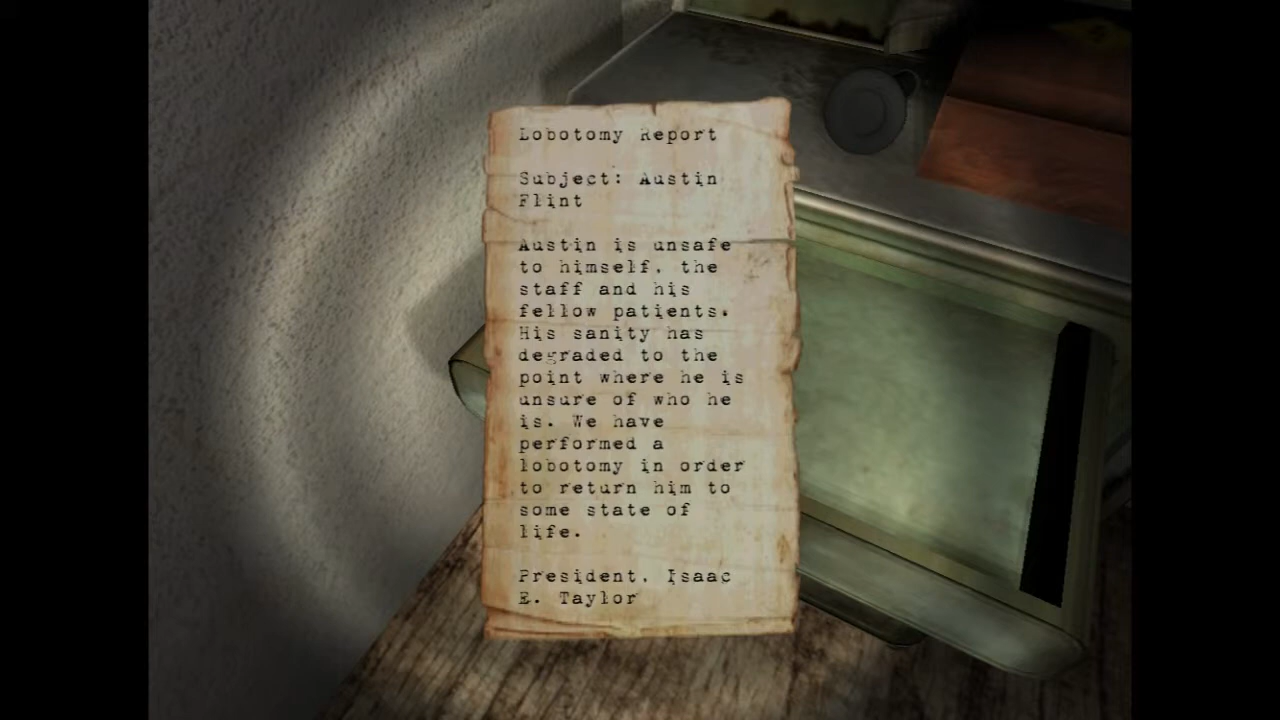 Lobotomy Report
Subject: Austin
Flint
Austin is unsafe
to himself, the
staff and his
fellow patients.
His sanity has
degraded to the
point where he is
unsure of who he
is. We have
performed a
lobotomy in order
to return him to
some state of
life.
President, Isaac
E. Taylor